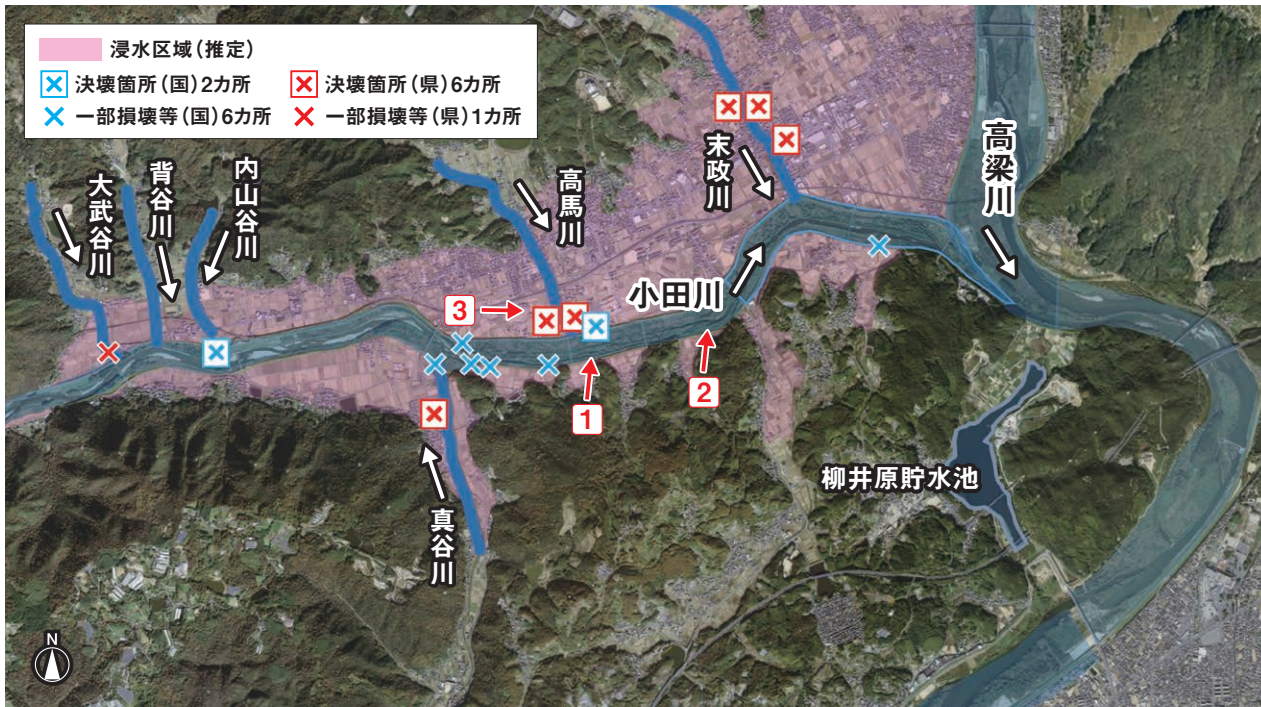 浸水区域(推定)
決壊箇所(国)2カ所
決壊箇所(県)6カ所
一部損壊等(国)6カ所
一部損壊等(県)1カ所
大武谷川
背谷川
内山谷川
高馬川
末政川
高梁川
小田川
3
1
2
真谷川
柳井原貯水池
N